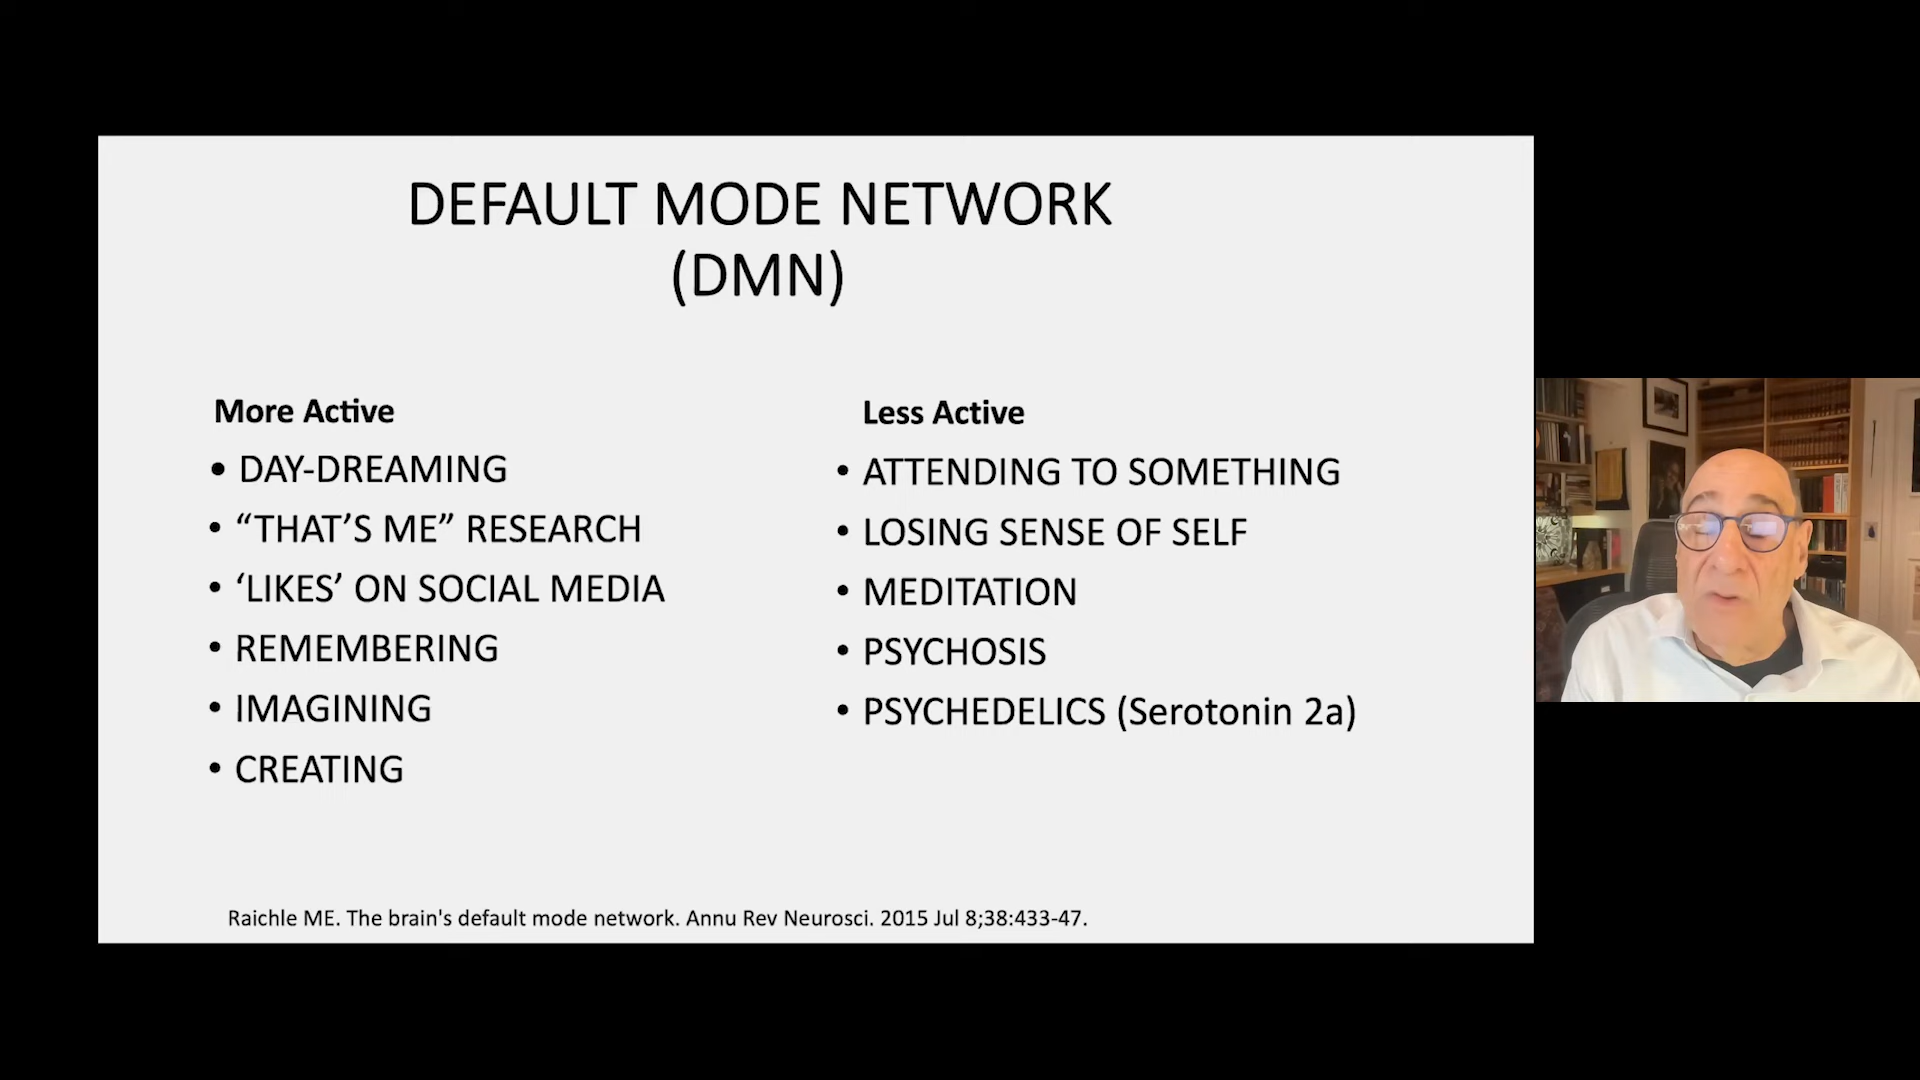 DEFAULT MODE NETWORK
(DMN)
More Active
• DAY-DREAMING
• “THAT’S ME” RESEARCH
• ‘LIKES’ ON SOCIAL MEDIA
• REMEMBERING
• IMAGINING
• CREATING
Less Active
• ATTENDING TO SOMETHING
• LOSING SENSE OF SELF
• MEDITATION
• PSYCHOSIS
• PSYCHEDELICS (Serotonin 2a)
Raichle ME. The brain's default mode network. Annu Rev Neurosci. 2015 Jul 8;38:433-47.